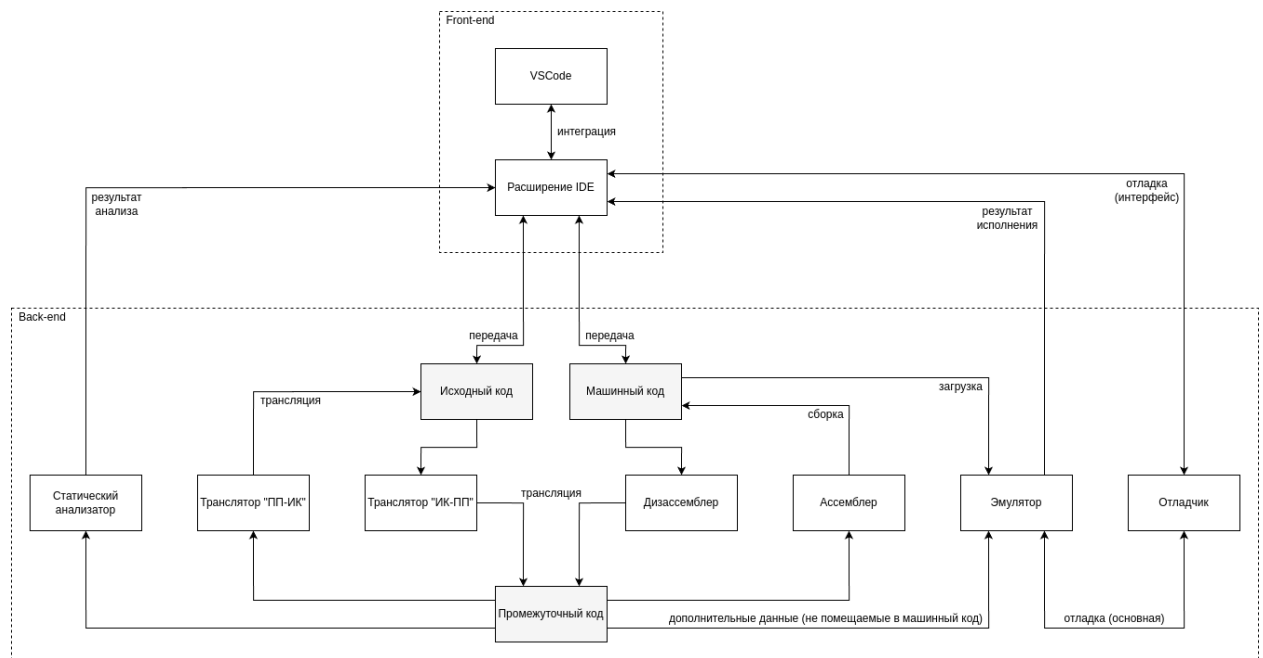 Front-end
VSCode
интеграция
Расширение IDE
результат
анализа
отладка
(интерфейс)
результат
исполнения
Back-end
передача
передача
Исходный код
Машинный код
загрузка
трансляция
сборка
Статический
анализатор
Транслятор "ПП-ИК"
Транслятор "ИК-ПП"
трансляция
Дизассемблер
Ассемблер
Эмулятор
Отладчик
Промежуточный код
дополнительные данные (не помещаемые в машинный код)
отладка (основная)